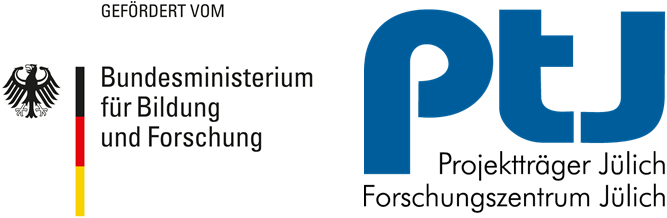 GEFÖRDERT VOM
Bundesministerium
für Bildung
und Forschung
ptJ
Projektträger Jülich
Forschungszentrum Jülich